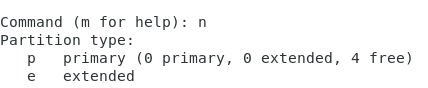 Command (m for help): n
Partition type:
   p   primary (0 primary, 0 extended, 4 free)
   e   extended